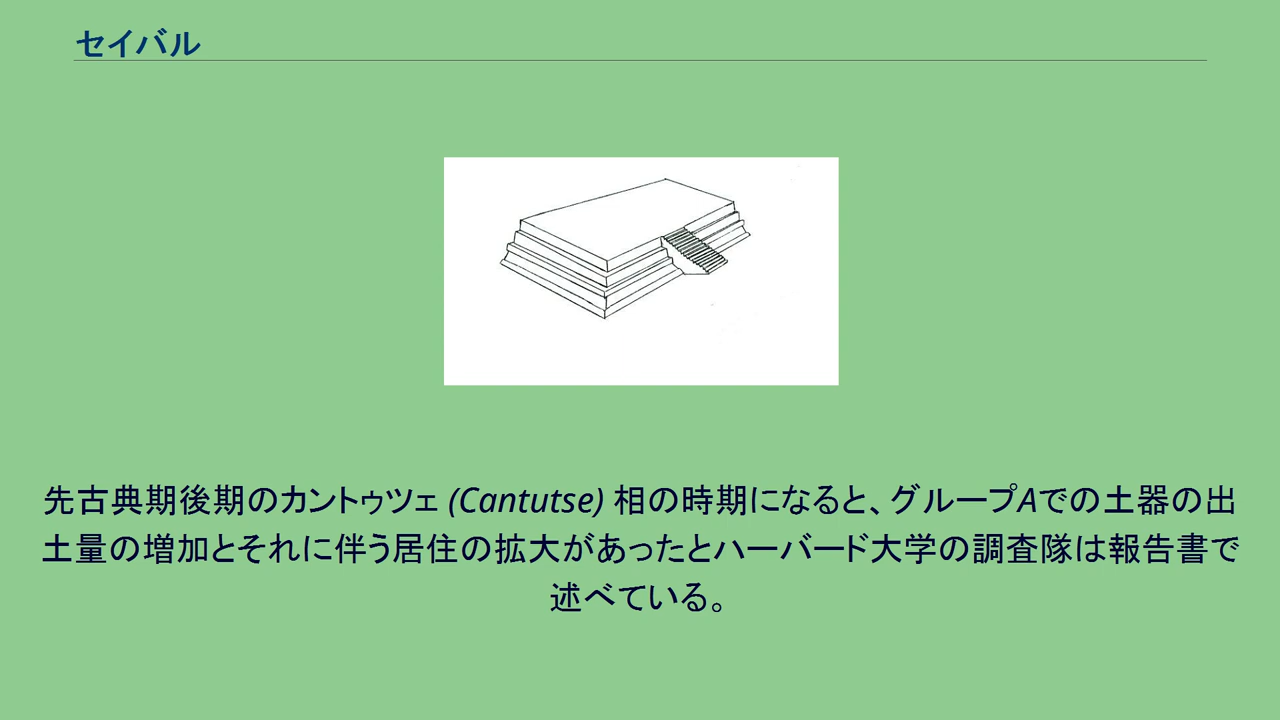 セイバル
先古典期後期のカントゥツェ (Cantutse) 相の時期になると、グループAでの土器の出
土量の増加とそれに伴う居住の拡大があったとハーバード大学の調査隊は報告書で
述べている。